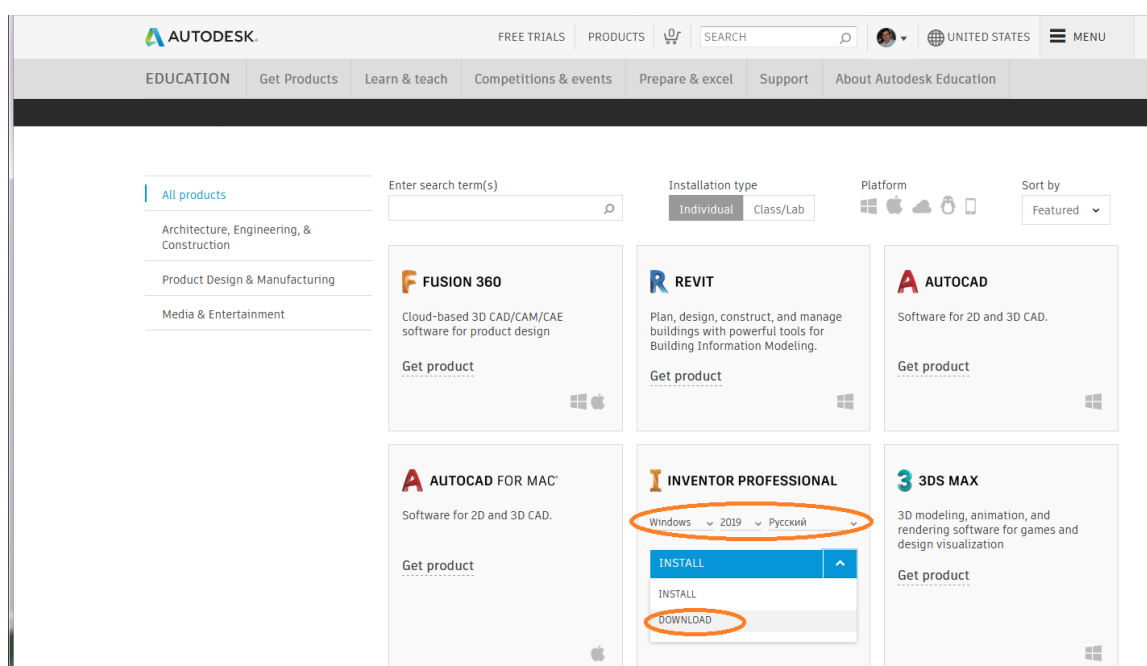 AUTODESK.
FREE TRIALS
PRODUCTS
0
SEARCH
UNITED STATES
MENU
EDUCATION
Get Products
Learn & teach
Competitions & events
Prepare & excel
Support
About Autodesk Education
All products
Architecture, Engineering, &
Construction
Product Design & Manufacturing
Media & Entertainment
Enter search term(s)
Installation type
Individual
Class/Lab
Platform
Sort by
Featured
FUSION 360
Cloud-based 3D CAD/CAM/CAE
software for product design
Get product
REVIT
Plan, design, construct, and manage
buildings with powerful tools for
Building Information Modeling.
Get product
AUTOCAD
Software for 2D and 3D CAD.
Get product
AUTOCAD FOR MAC®
Software for 2D and 3D CAD.
Get product
INVENTOR PROFESSIONAL
Windows 2019 Русский
INSTALL
INSTALL
DOWNLOAD
3DS MAX
3D modeling, animation, and
rendering software for games and
design visualization
Get product